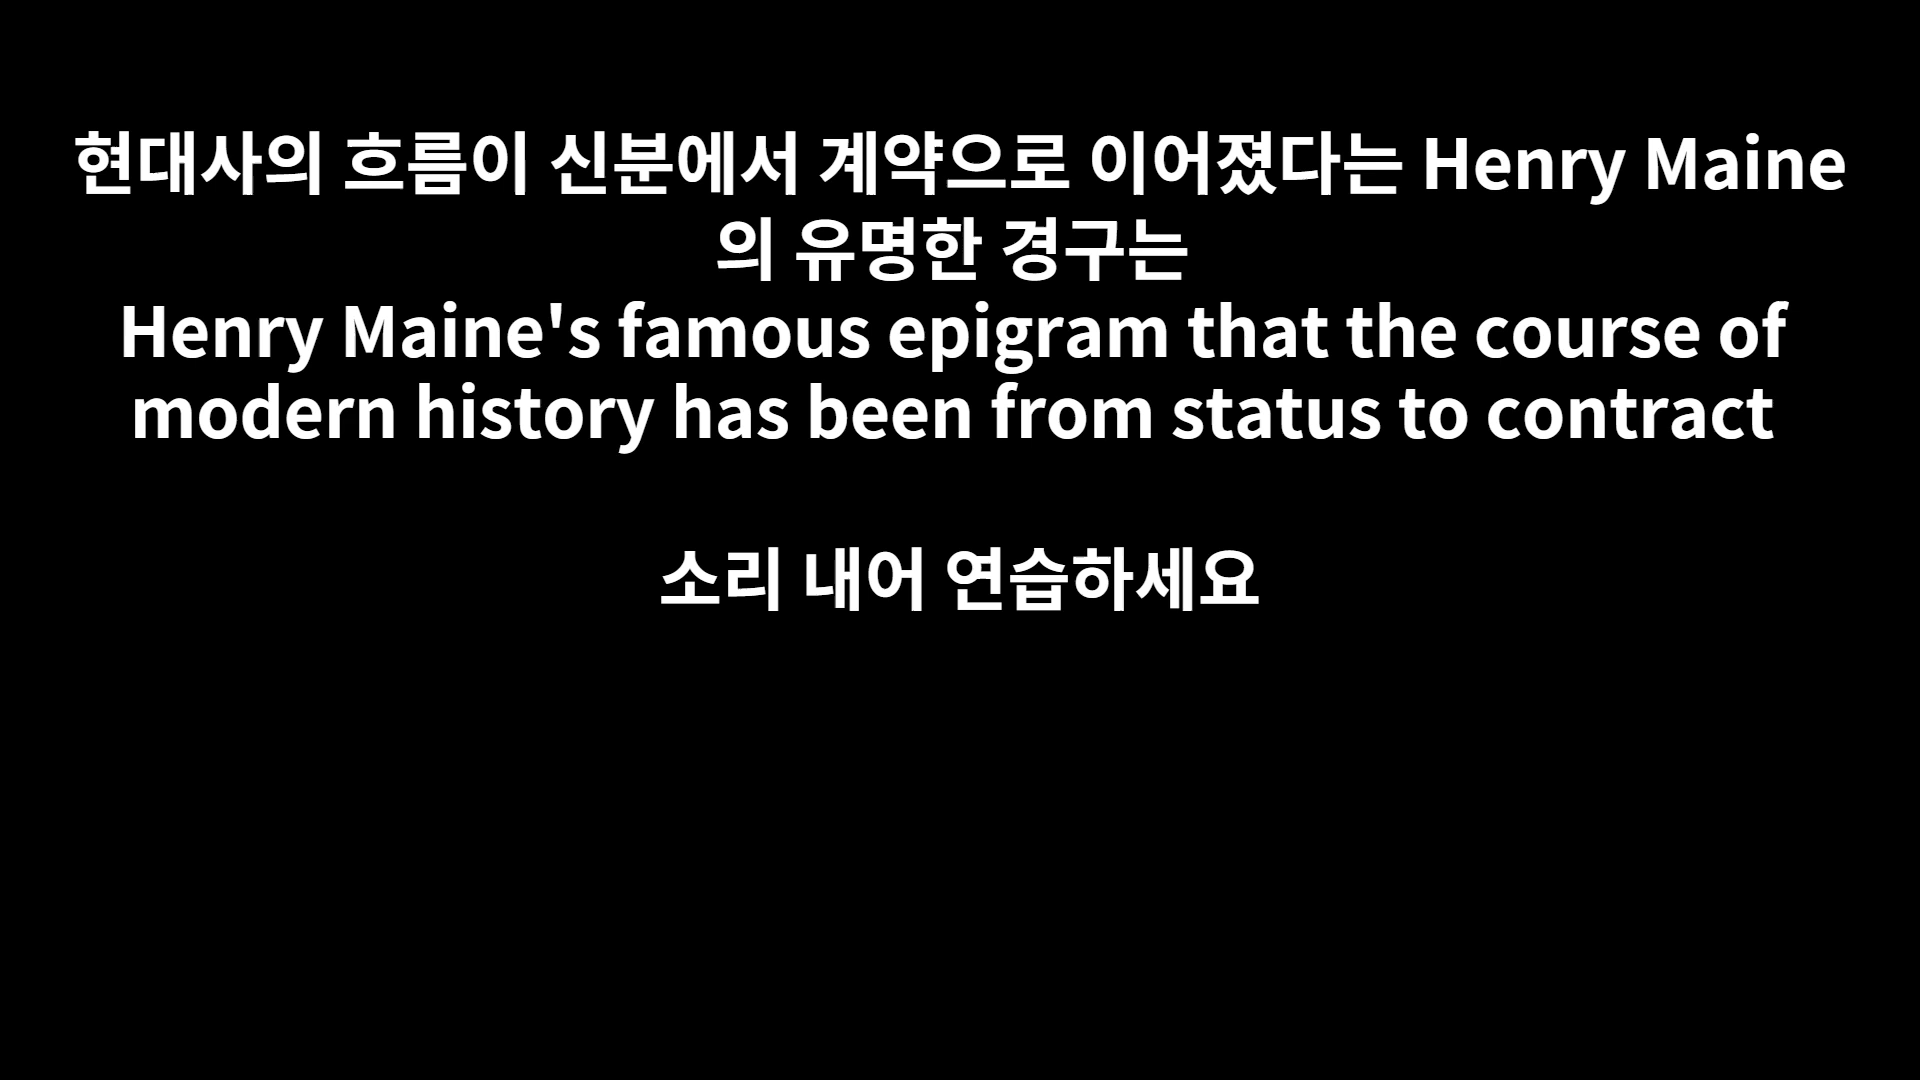 현대사의 흐름이 신분에서 계약으로 이어졌다는 Henry Maine
의 유명한 경구는
Henry Maine's famous epigram that the course of
modern history has been from status to contract
소리 내어 연습하세요